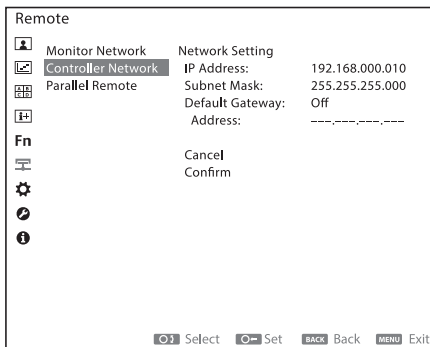 Remote
Monitor Network
Controller Network
Parallel Remote
Network Setting
IP Address: 192.168.000.010
Subnet Mask: 255.255.255.000
Default Gateway: Off
Address: ---.---.---.---
Cancel
Confirm
A B
C D
i+
Fn
Select Set BACK Back MENU Exit